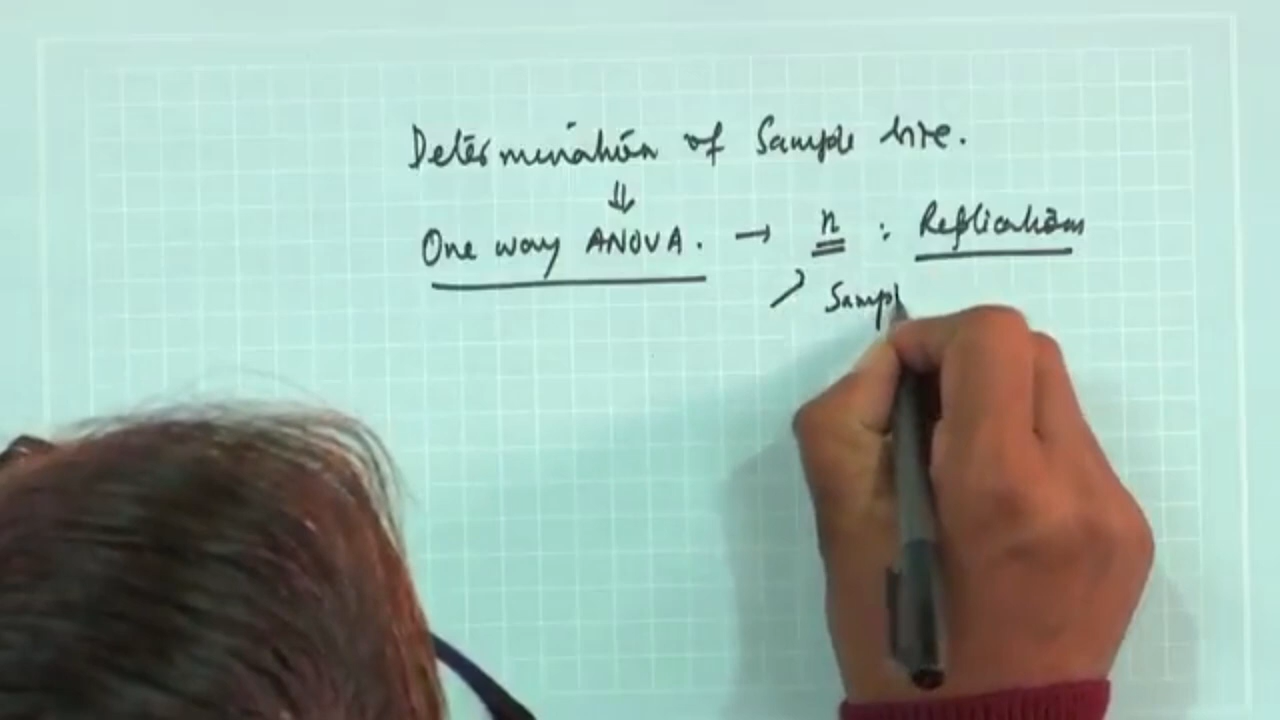 Determination of Sample size.
⇓
One way ANOVA. → n : Replications
Sampl